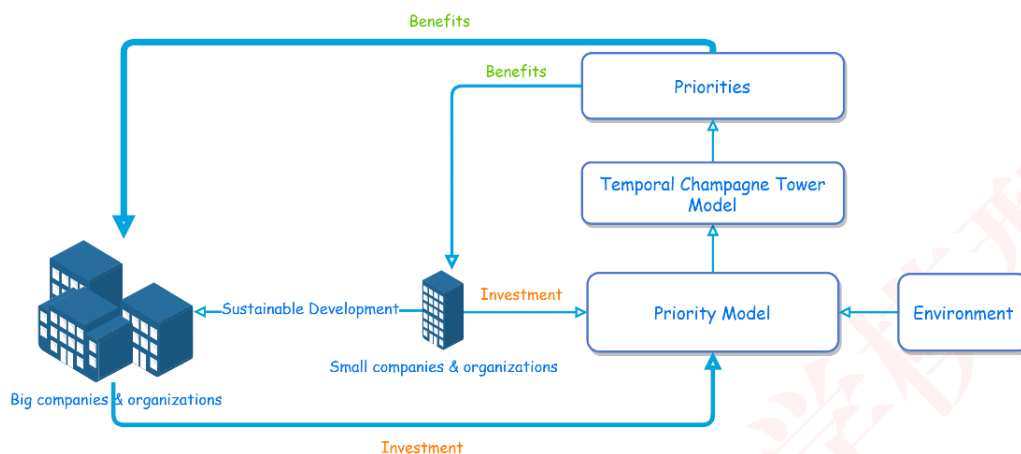 Benefits
Benefits
Priorities
Temporal Champagne Tower
Model
Sustainable Development
Investment
Priority Model
Environment
Small companies & organizations
Big companies & organizations
Investment